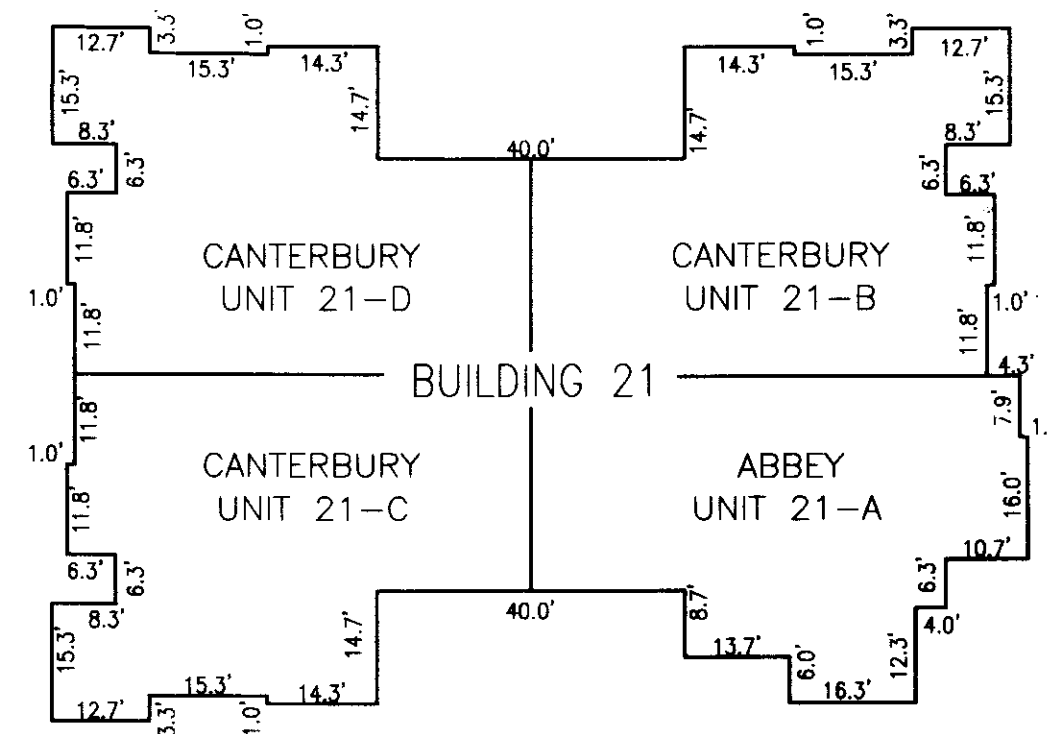 12.7' 3.3' 1.0' 1.0' 3.3' 12.7'
15.3' 14.3' 14.3' 15.3'
15.3' 14.7' 14.7' 15.3'
8.3' 40.0' 8.3'
6.3' 6.3' 6.3' 6.3'
11.8' 11.8'
CANTERBURY
UNIT 21-D
CANTERBURY
UNIT 21-B
1.0' 1.0'
11.8' 11.8'
4.3'
BUILDING 21
11.8' 7.9'
1.0' 1.
CANTERBURY
UNIT 21-C
ABBEY
UNIT 21-A
11.8' 16.0'
6.3' 6.3' 10.7'
8.3' 40.0' 6.3'
4.0'
15.3' 14.7' 8.7' 12.3'
13.7' 6.0'
15.3' 14.3' 16.3'
12.7' 3.3' 1.0'